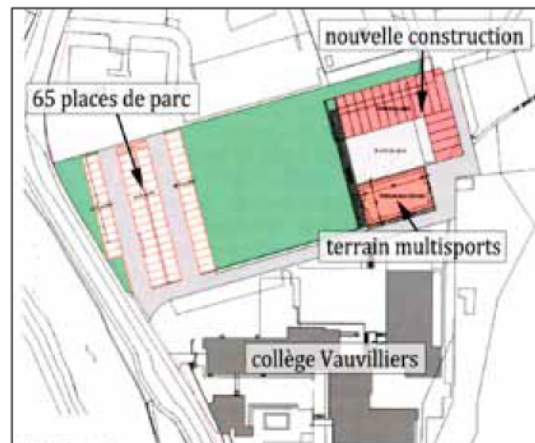 nouvelle construction
65 places de parc
terrain multisports
collège Vauvilliers